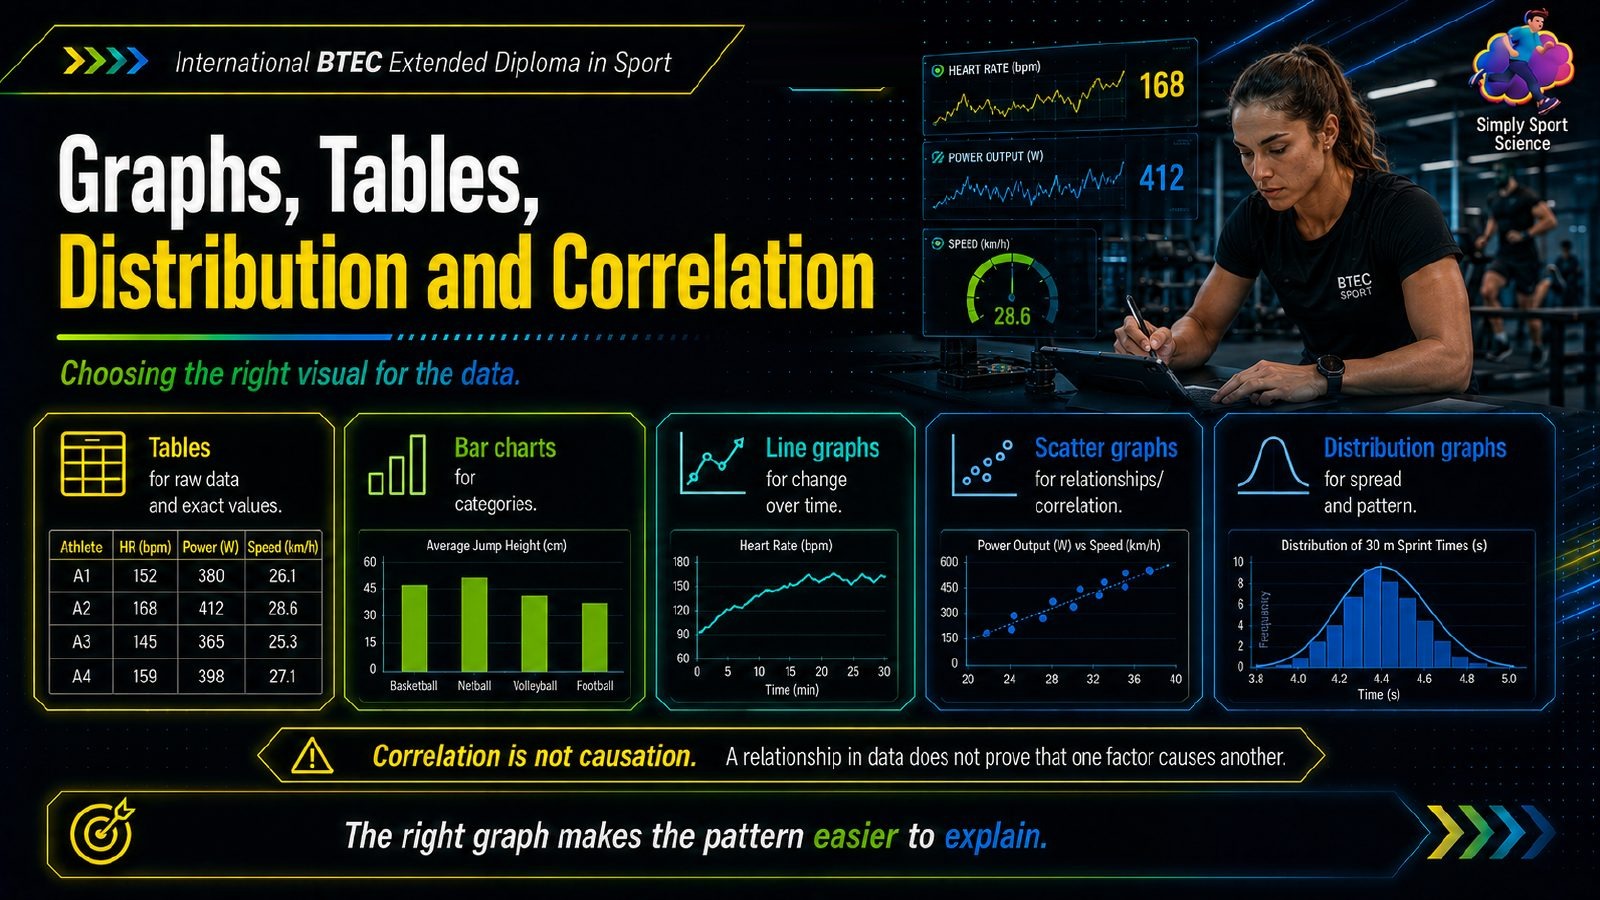 International BTEC Extended Diploma in Sport
Graphs, Tables,
Distribution and Correlation
Choosing the right visual for the data.
HEART RATE (bpm)
168
POWER OUTPUT (W)
412
SPEED (km/h)
28.6
BTEC
SPORT
Simply Sport
Science
Tables
for raw data
and exact values.
Athlete HR (bpm) Power (W) Speed (km/h)
A1 152 380 26.1
A2 168 412 28.6
A3 145 365 25.3
A4 159 398 27.1
Bar charts
for
categories.
Average Jump Height (cm)
60
45
30
15
0
Basketball Netball Volleyball Football
Line graphs
for change
over time.
Heart Rate (bpm)
180
150
120
90
60
0 5 10 15 20 25 30
Time (min)
Scatter graphs
for relationships/
correlation.
Power Output (W) vs Speed (km/h)
600
450
300
150
0
20 24 28 32 36 40
Distribution graphs
for spread
and pattern.
Distribution of 30 m Sprint Times (s)
Frequency
10
8
6
4
2
0
3.8 4.0 4.2 4.4 4.6 4.8 5.0
Time (s)
Correlation is not causation. A relationship in data does not prove that one factor causes another.
The right graph makes the pattern easier to explain.